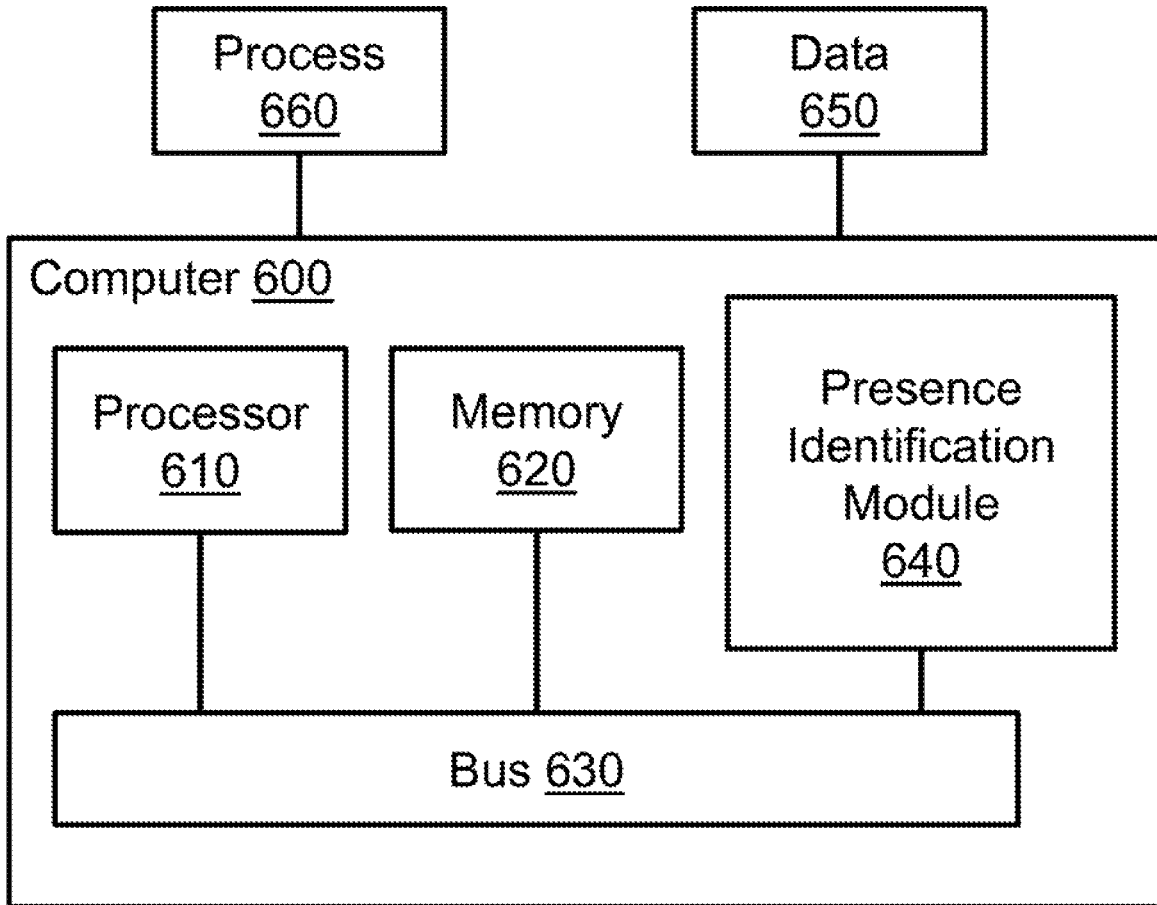 Process
660
Data
650
Computer 600
Processor
610
Memory
620
Presence
Identification
Module
640
Bus 630